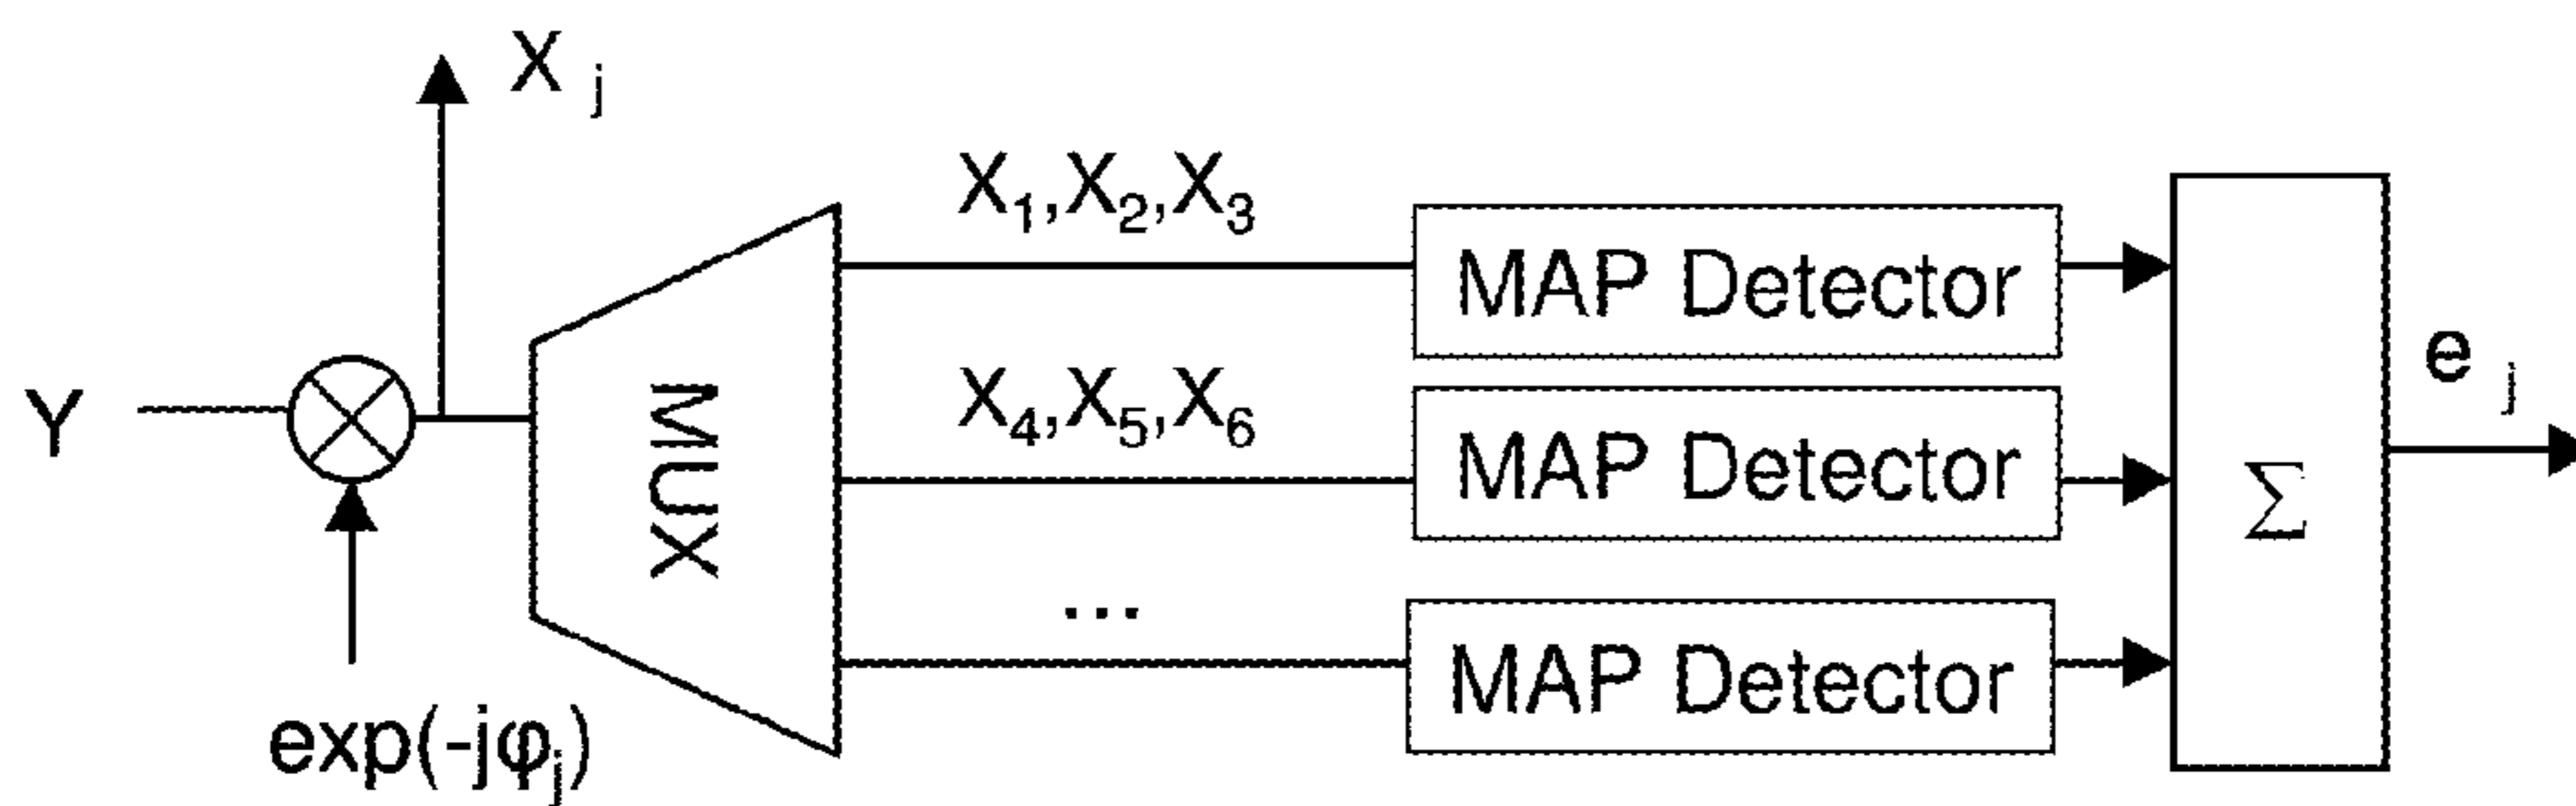 X j
X1,X2,X3
MAP Detector
Y
MUX
X4,X5,X6
MAP Detector
Σ
e j
...
MAP Detector
exp(-jφj)